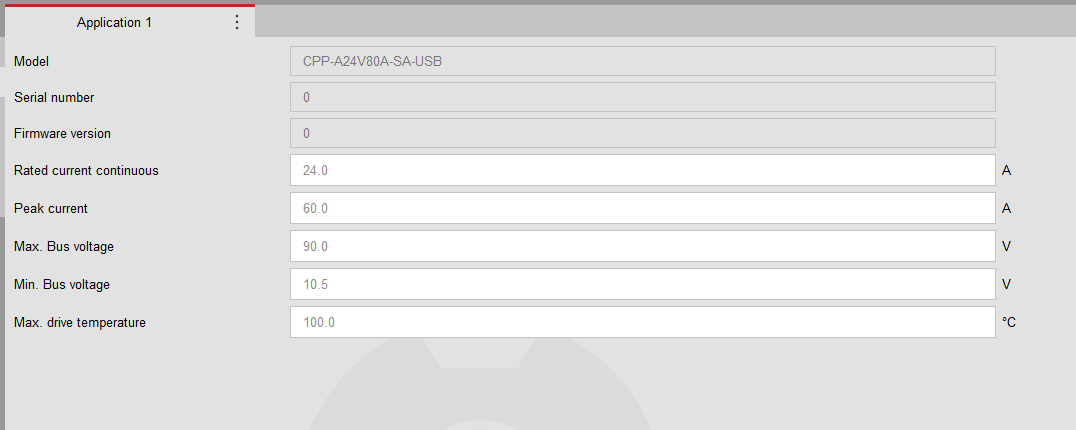 Application 1
Model CPP-A24V80A-SA-USB
Serial number 0
Firmware version 0
Rated current continuous 24.0 A
Peak current 60.0 A
Max. Bus voltage 90.0 V
Min. Bus voltage 10.5 V
Max. drive temperature 100.0 °C